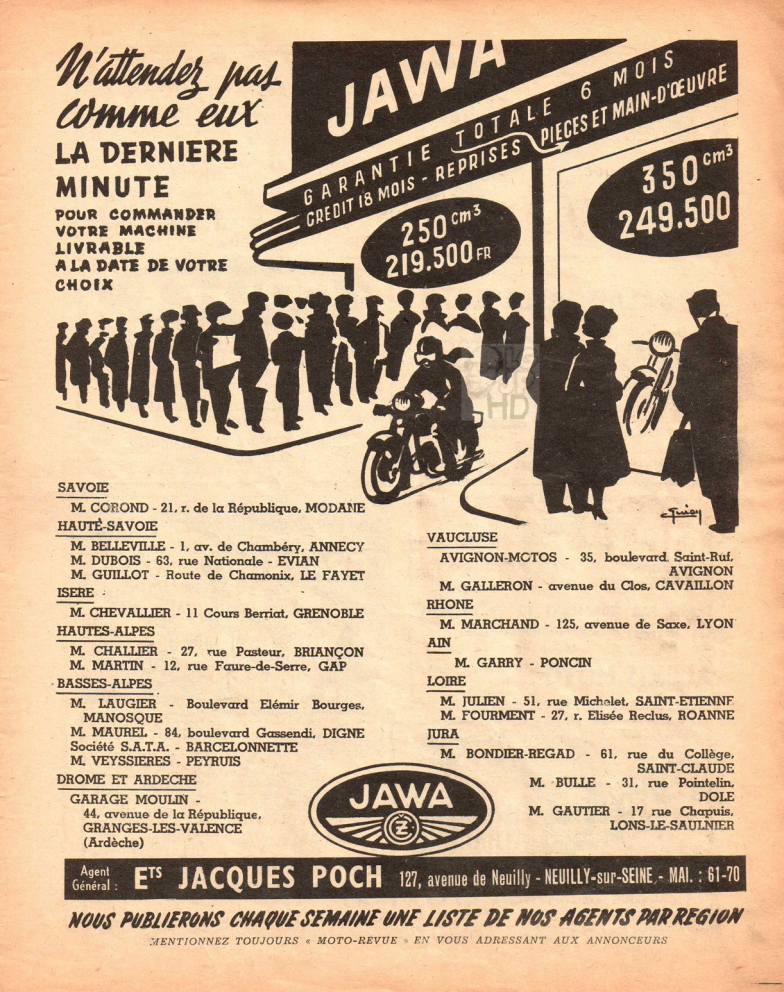 N'attendez pas
comme eux
LA DERNIERE
MINUTE
POUR COMMANDER
VOTRE MACHINE
LIVRABLE
A LA DATE DE VOTRE
CHOIX
JAWA
GARANTIE TOTALE 6 MOIS
CREDIT 18 MOIS - REPRISES PIECES ET MAIN-D'ŒUVRE
250 cm³
219.500 FR
350 cm³
249.500
HD
Guion
SAVOIE
M. COROND - 21, r. de la République, MODANE
HAUTE-SAVOIE
M. BELLEVILLE - 1, av. de Chambéry, ANNECY
M. DUBOIS - 63, rue Nationale - EVIAN
M. GUILLOT - Route de Chamonix, LE FAYET
ISERE
M. CHEVALLIER - 11 Cours Berriat, GRENOBLE
HAUTES-ALPES
M. CHALLIER - 27, rue Pasteur, BRIANÇON
M. MARTIN - 12, rue Faure-de-Serre, GAP
BASSES-ALPES
M. LAUGIER - Boulevard Elémir Bourges,
MANOSQUE
M. MAUREL - 84, boulevard Gassendi, DIGNE
Société S.A.T.A. - BARCELONNETTE
M. VEYSSIERES - PEYRUIS
DROME ET ARDECHE
GARAGE MOULIN -
44, avenue de la République,
GRANGES-LES-VALENCE
(Ardèche)
VAUCLUSE
AVIGNON-MOTOS - 35, boulevard Saint-Ruf,
AVIGNON
M. GALLERON - avenue du Clos, CAVAILLON
RHONE
M. MARCHAND - 125, avenue de Saxe, LYON
AIN
M. GARRY - PONCIN
LOIRE
M. JULIEN - 51, rue Michelet, SAINT-ETIENNE
M. FOURMENT - 27, r. Elisée Reclus, ROANNE
JURA
M. BONDIER-REGAD - 61, rue du Collège,
SAINT-CLAUDE
M. BULLE - 31, rue Pointelin,
DOLE
M. GAUTIER - 17 rue Chapuis,
LONS-LE-SAULNIER
JAWA
ČZ
Agent
Général : ETS JACQUES POCH 127, avenue de Neuilly - NEUILLY-sur-SEINE - MAI. : 61-70
NOUS PUBLIERONS CHAQUE SEMAINE UNE LISTE DE NOS AGENTS PAR REGION
MENTIONNEZ TOUJOURS « MOTO-REVUE » EN VOUS ADRESSANT AUX ANNONCEURS